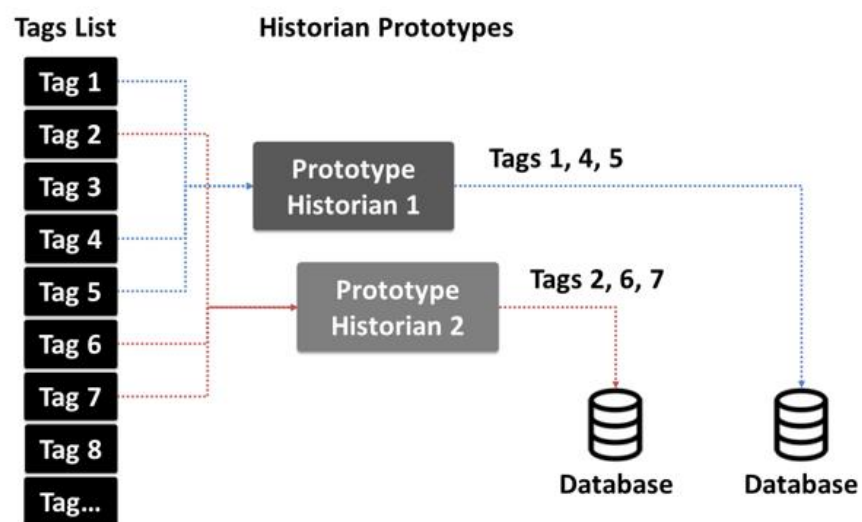 Tags List
Historian Prototypes
Tag 1
Tag 2
Tag 3
Tag 4
Tag 5
Tag 6
Tag 7
Tag 8
Tag...
Prototype
Historian 1
Tags 1, 4, 5
Prototype
Historian 2
Tags 2, 6, 7
Database
Database